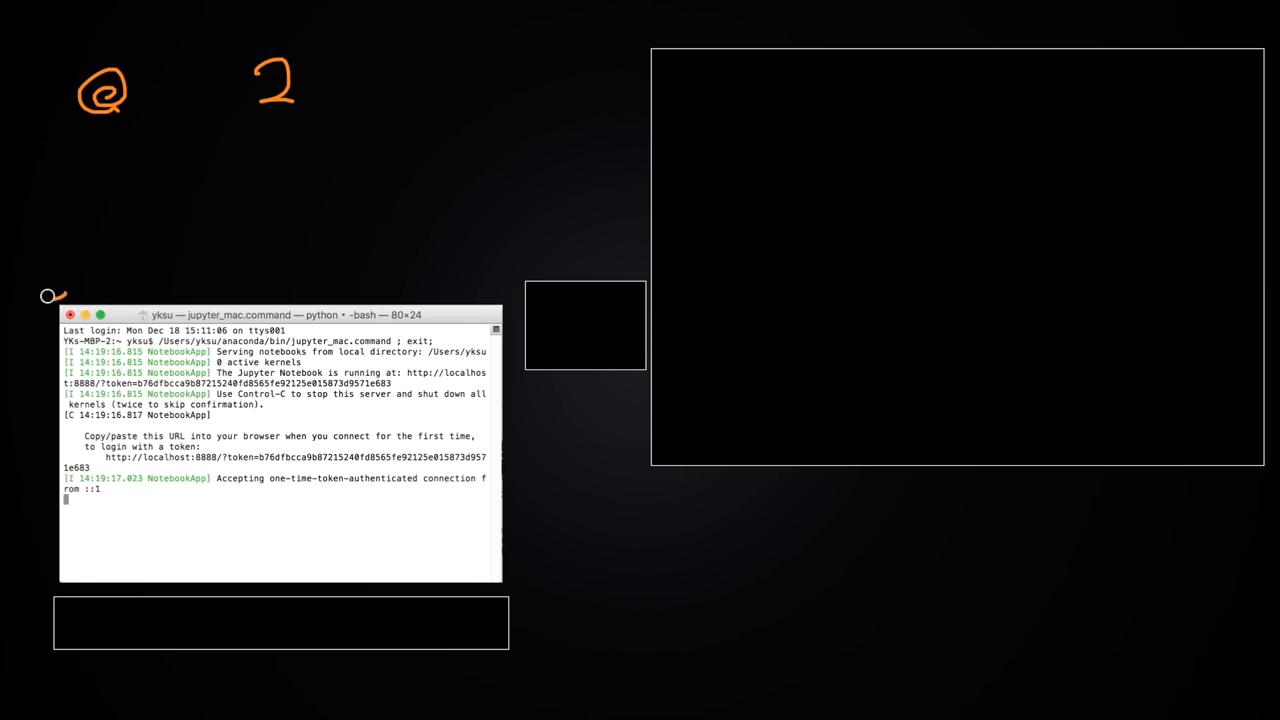 @ 2
yksu — jupyter_mac.command — python • -bash — 80×24
Last login: Mon Dec 18 15:11:06 on ttys001
YKs-MBP-2:~ yksu$ /Users/yksu/anaconda/bin/jupyter_mac.command ; exit;
[I 14:19:16.815 NotebookApp] Serving notebooks from local directory: /Users/yksu
[I 14:19:16.815 NotebookApp] 0 active kernels
[I 14:19:16.815 NotebookApp] The Jupyter Notebook is running at: http://localhos
t:8888/?token=b76dfbcca9b87215240fd8565fe92125e015873d9571e683
[I 14:19:16.815 NotebookApp] Use Control-C to stop this server and shut down all
kernels (twice to skip confirmation).
[C 14:19:16.817 NotebookApp]
Copy/paste this URL into your browser when you connect for the first time,
to login with a token:
http://localhost:8888/?token=b76dfbcca9b87215240fd8565fe92125e015873d957
1e683
[I 14:19:17.023 NotebookApp] Accepting one-time-token-authenticated connection f
rom ::1